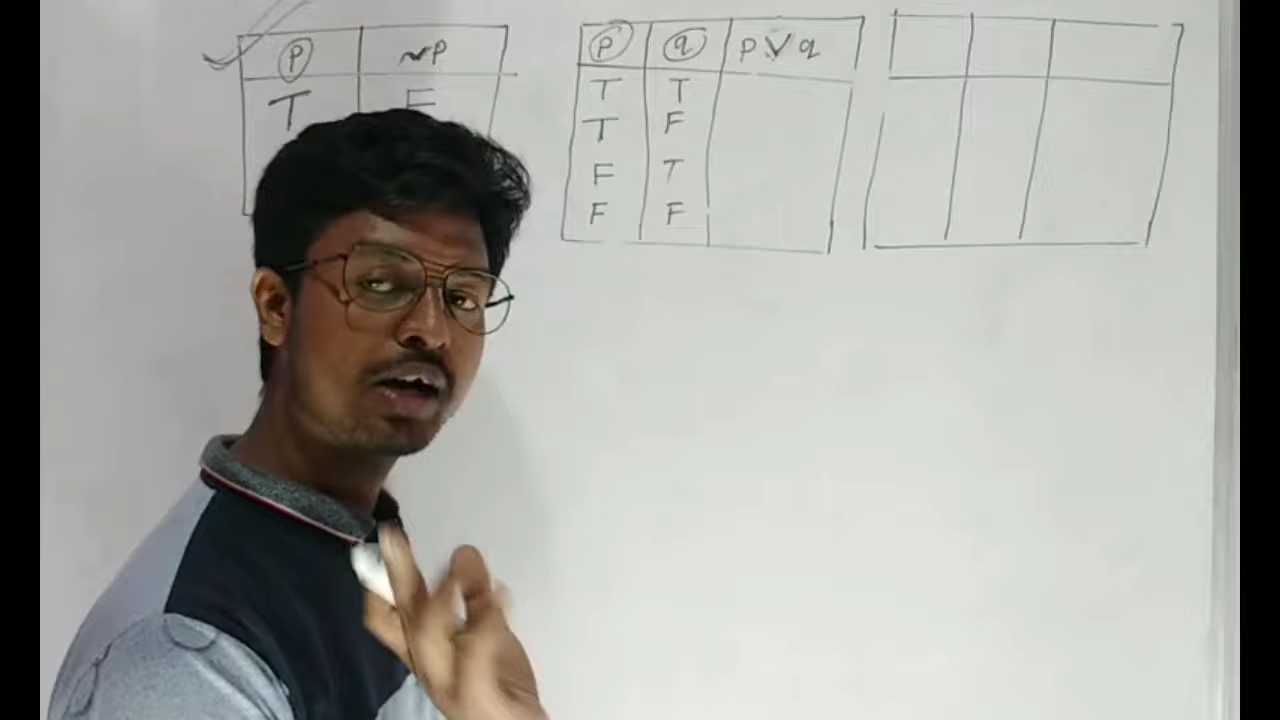 p ~p
T F
p q p ∨ q
T T
T F
F T
F F